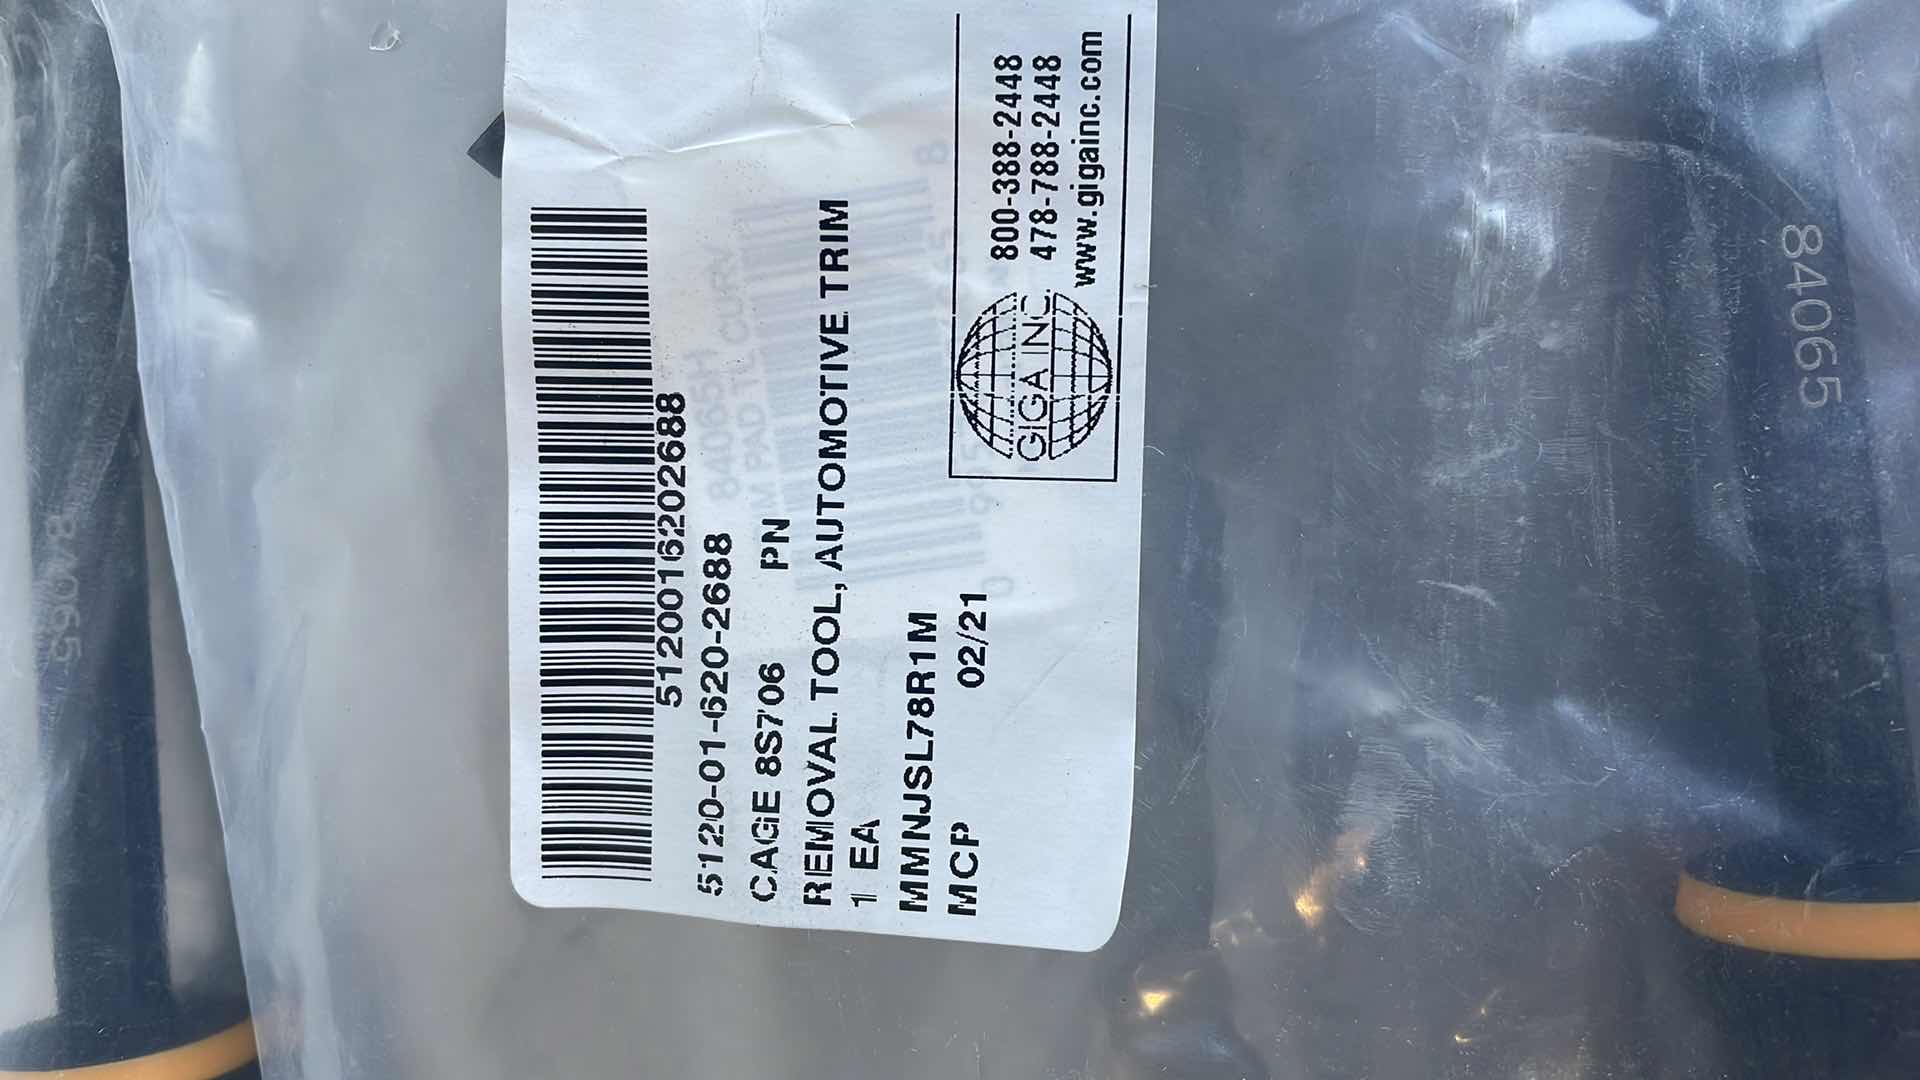 5120016202688
5120-01-620-2688
CAGE 8S706 PN
REMOVAL TOOL, AUTOMOTIVE TRIM
1 EA
MMNJSL78R1M
MCP 02/21
GIGA INC.
800-388-2448
478-788-2448
www.gigainc.com
84065
84065
84065H